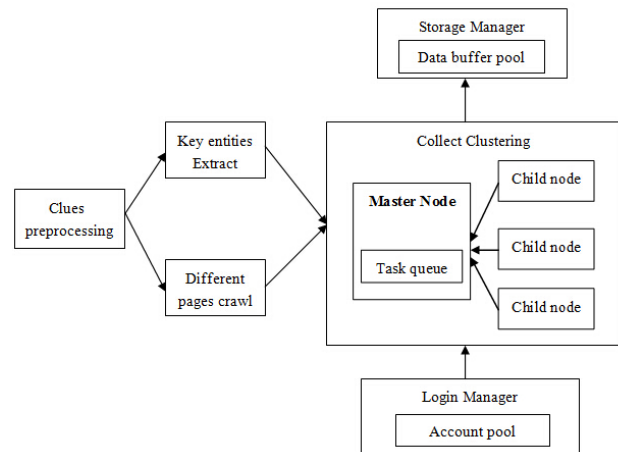 Storage Manager
Data buffer pool
Key entities
Extract
Collect Clustering
Clues
preprocessing
Master Node
Task queue
Child node
Child node
Child node
Different
pages crawl
Login Manager
Account pool